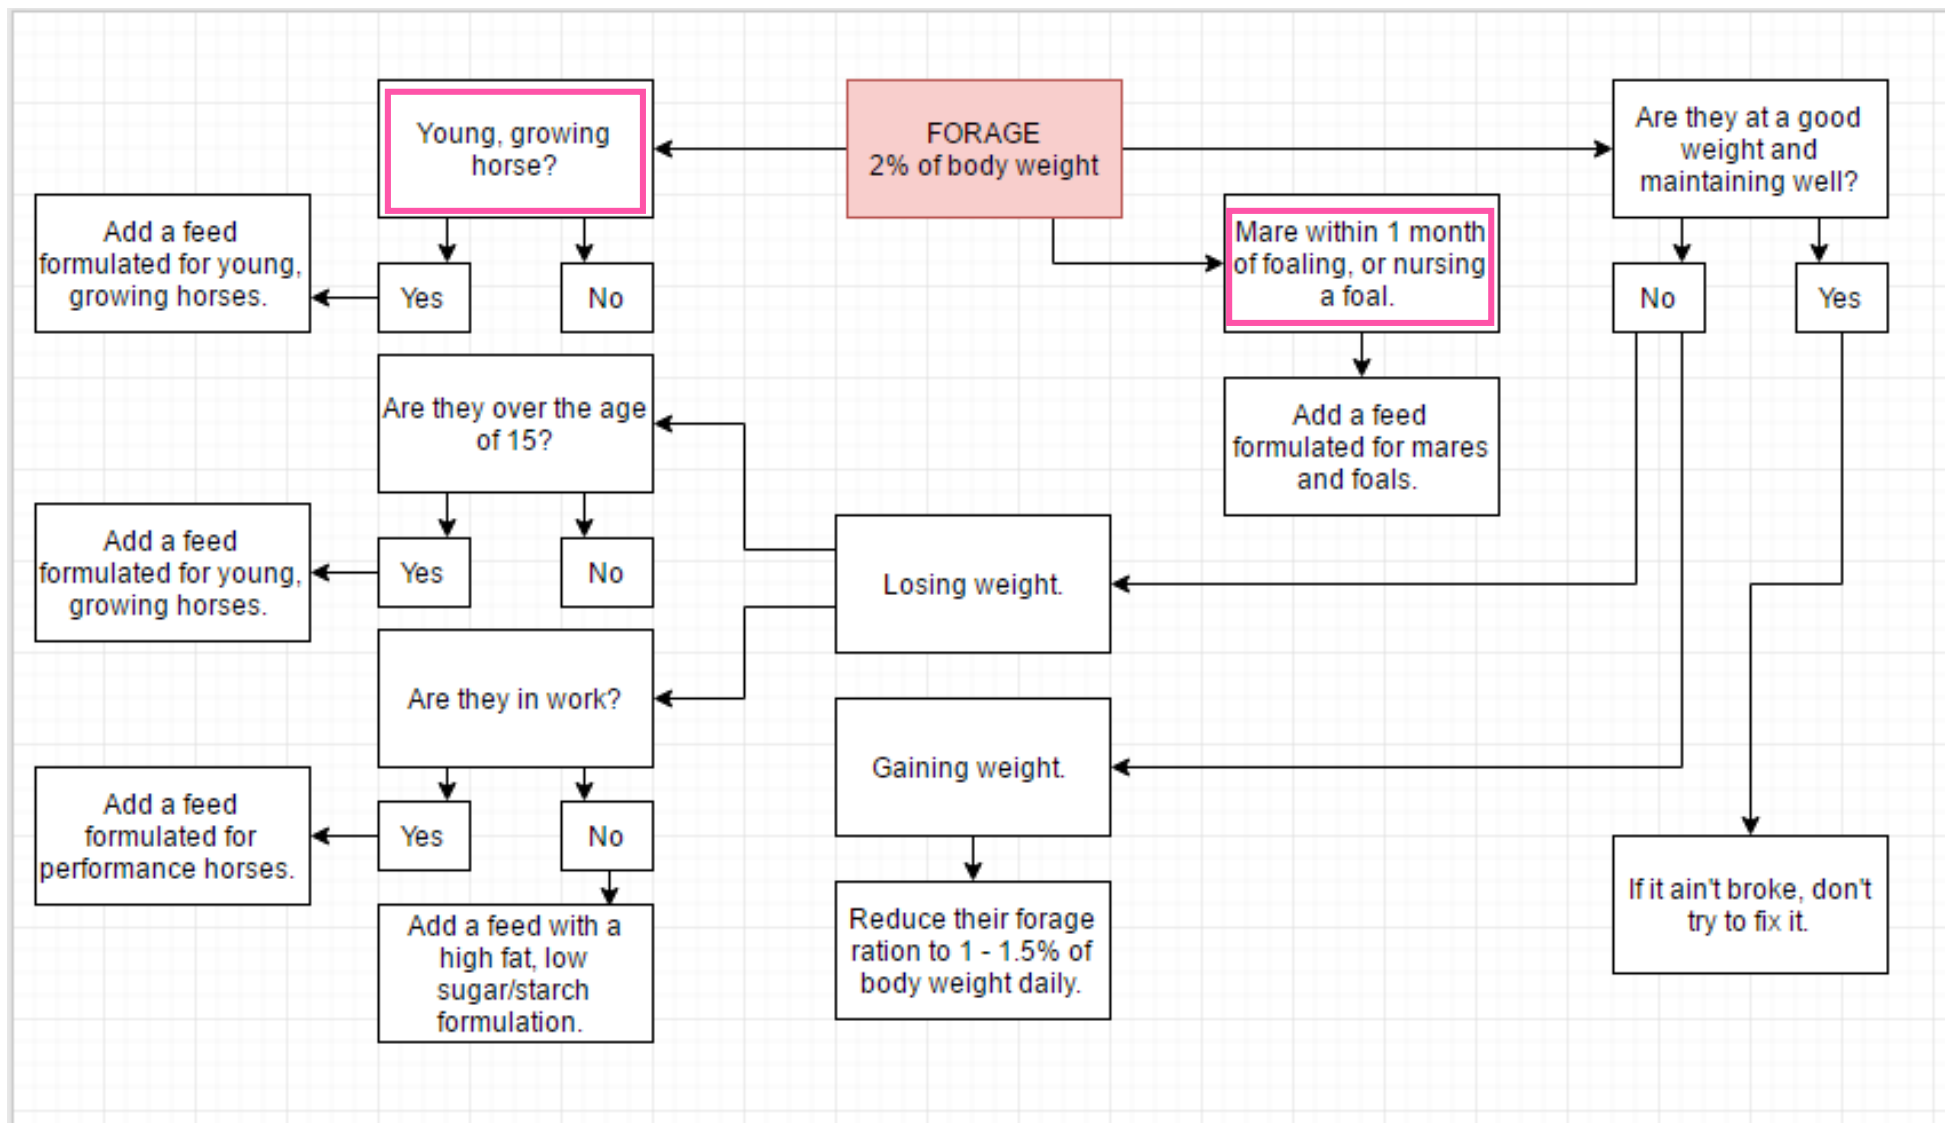 Young, growing
horse?
FORAGE
2% of body weight
Are they at a good
weight and
maintaining well?
Add a feed
formulated for young,
growing horses.
Yes
No
Mare within 1 month
of foaling, or nursing
a foal.
No
Yes
Are they over the age
of 15?
Add a feed
formulated for mares
and foals.
Add a feed
formulated for young,
growing horses.
Yes
No
Losing weight.
Are they in work?
Gaining weight.
Add a feed
formulated for
performance horses.
Yes
No
Add a feed with a
high fat, low
sugar/starch
formulation.
Reduce their forage
ration to 1 - 1.5% of
body weight daily.
If it ain't broke, don't
try to fix it.